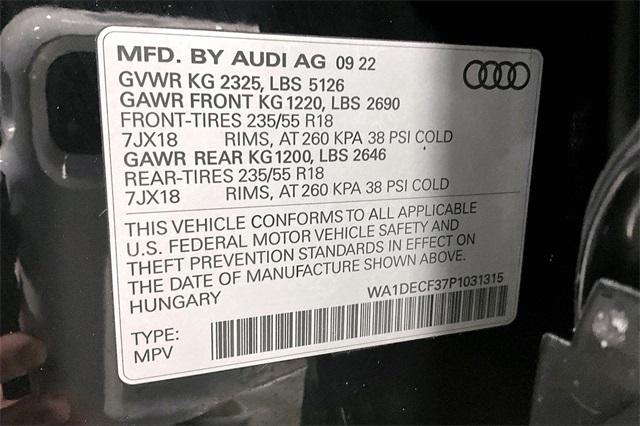 MFD. BY AUDI AG 09 22
GVWR KG 2325, LBS 5126
GAWR FRONT KG 1220, LBS 2690
FRONT-TIRES 235/55 R18
7JX18 RIMS, AT 260 KPA 38 PSI COLD
GAWR REAR KG 1200, LBS 2646
REAR-TIRES 235/55 R18
7JX18 RIMS, AT 260 KPA 38 PSI COLD
THIS VEHICLE CONFORMS TO ALL APPLICABLE
U.S. FEDERAL MOTOR VEHICLE SAFETY AND
THEFT PREVENTION STANDARDS IN EFFECT ON
THE DATE OF MANUFACTURE SHOWN ABOVE.
HUNGARY
WA1DECF37P1031315
TYPE:
MPV